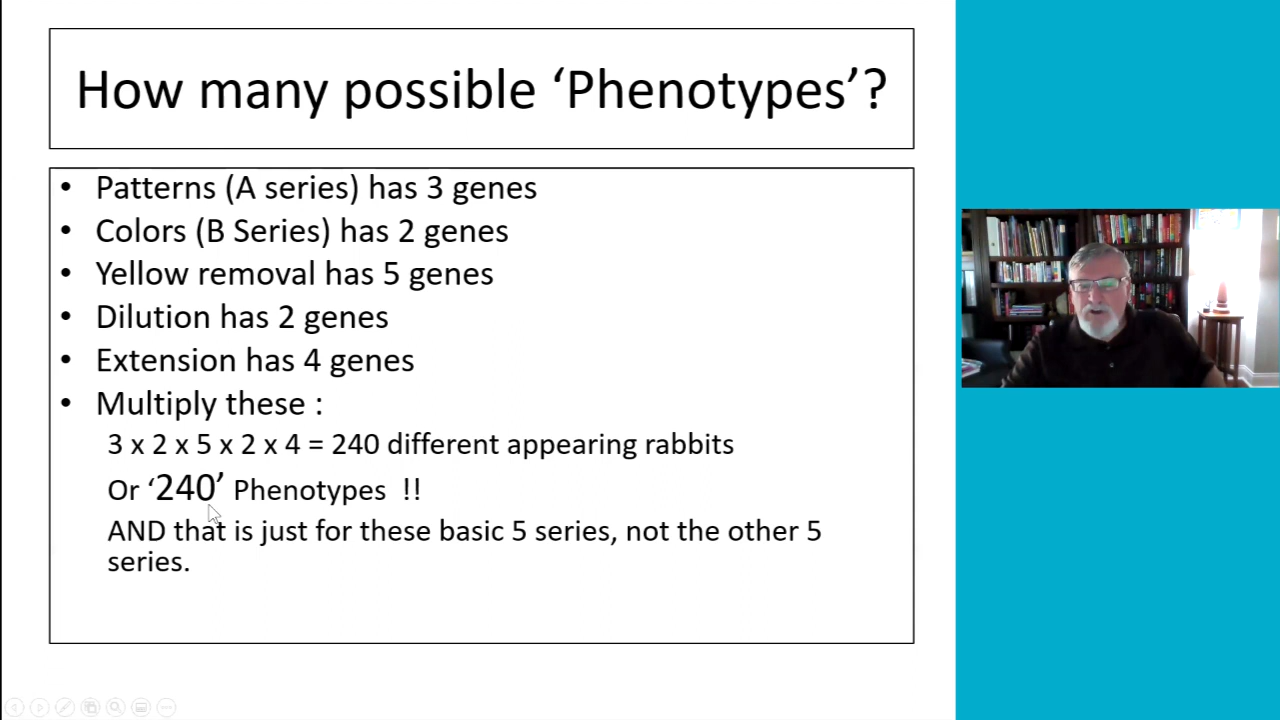 How many possible ‘Phenotypes’?
• Patterns (A series) has 3 genes
• Colors (B Series) has 2 genes
• Yellow removal has 5 genes
• Dilution has 2 genes
• Extension has 4 genes
• Multiply these :
3 x 2 x 5 x 2 x 4 = 240 different appearing rabbits
Or ‘240’ Phenotypes !!
AND that is just for these basic 5 series, not the other 5
series.